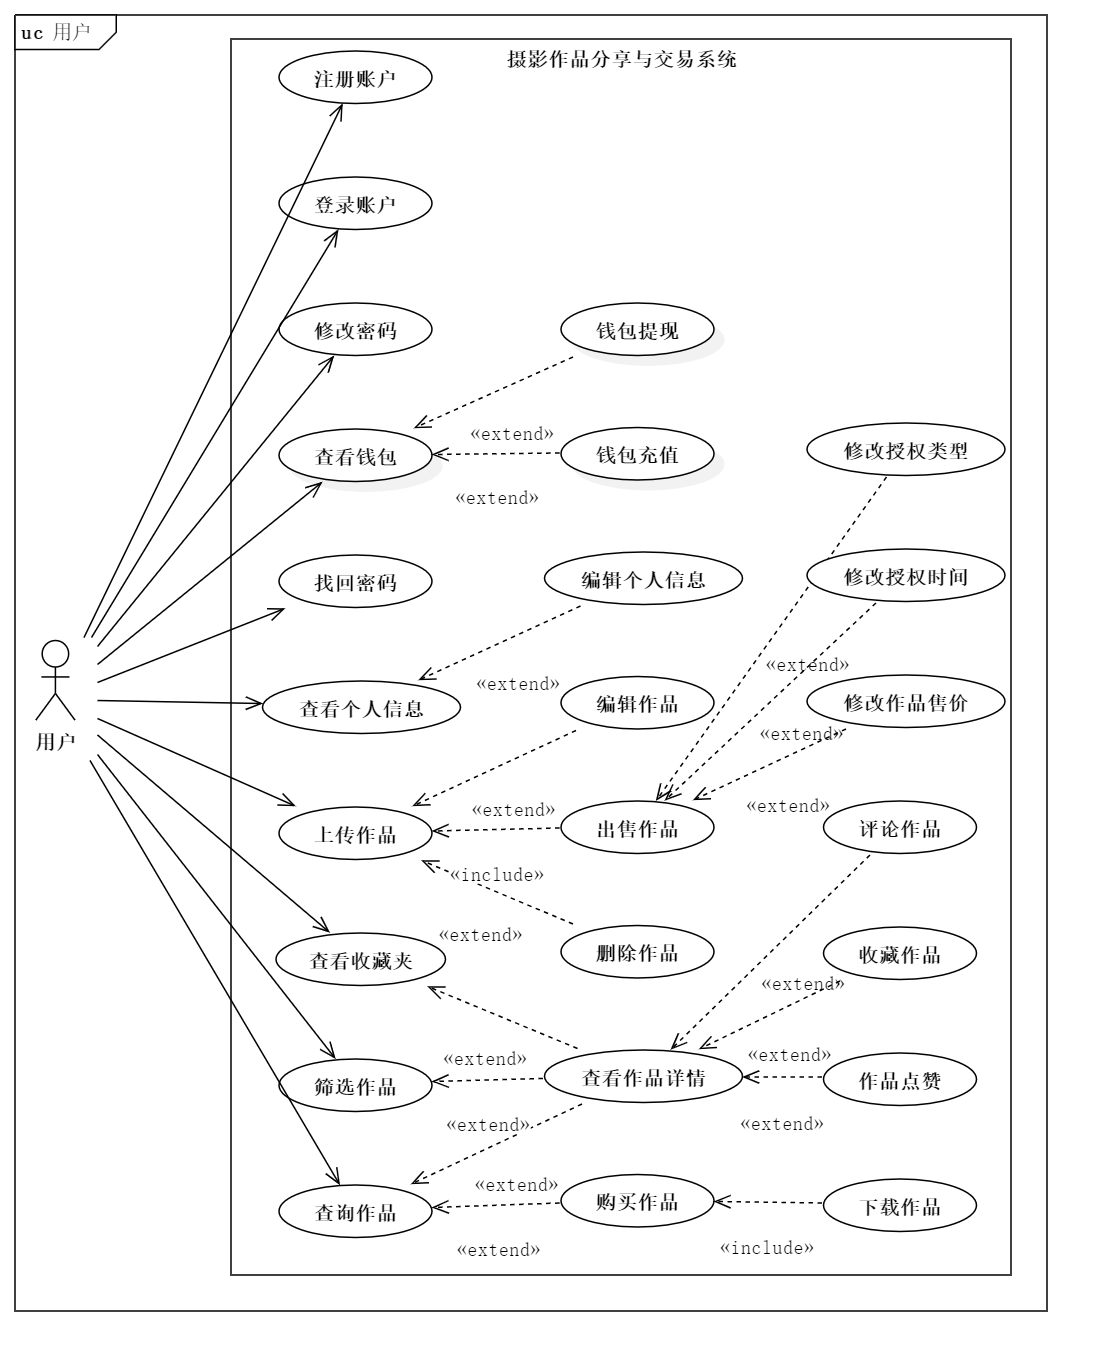 uc 用户
摄影作品分享与交易系统
注册账户
登录账户
修改密码
钱包提现
«extend»
查看钱包
钱包充值
修改授权类型
«extend»
找回密码
编辑个人信息
修改授权时间
«extend»
«extend»
查看个人信息
编辑作品
修改作品售价
用户
«extend»
«extend»
«extend»
上传作品
出售作品
评论作品
«include»
«extend»
查看收藏夹
删除作品
收藏作品
«extend»
«extend»
«extend»
筛选作品
查看作品详情
作品点赞
«extend»
«extend»
«extend»
查询作品
购买作品
下载作品
«extend»
«include»